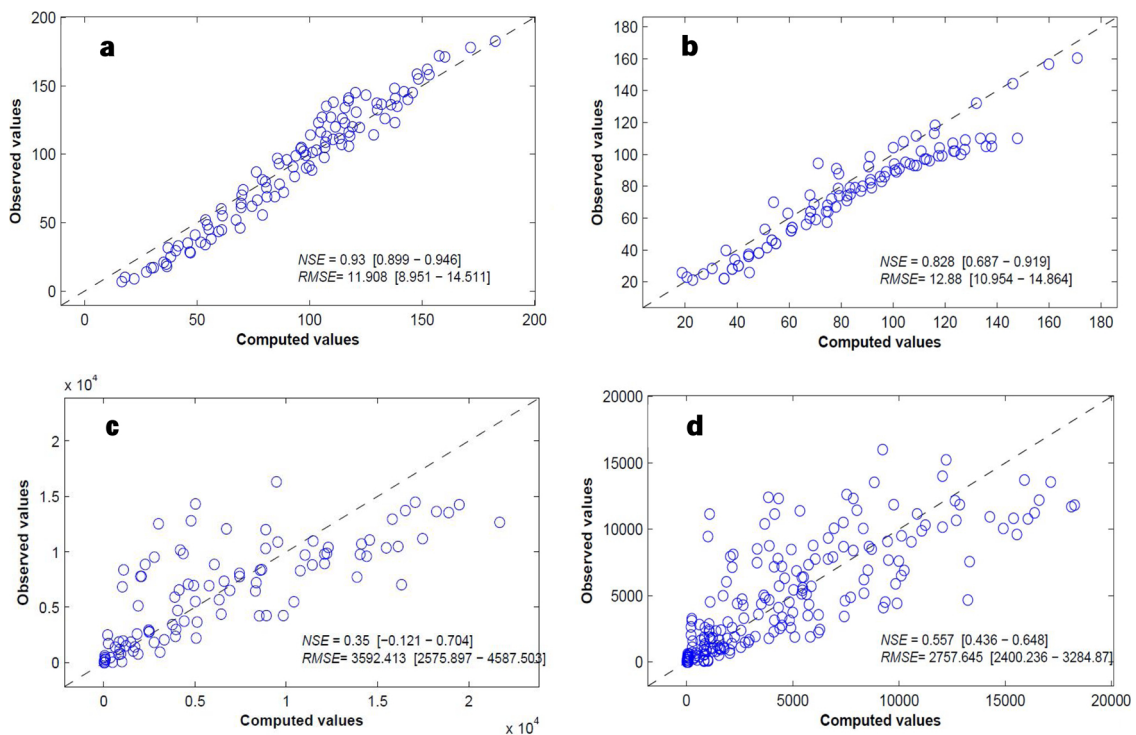 a
200
150
100
50
0
Observed values
NSE = 0.93 [0.899 − 0.946]
RMSE= 11.908 [8.951 − 14.511]
0 50 100 150 200
Computed values
b
180
160
140
120
100
80
60
40
20
Observed values
NSE = 0.828 [0.687 − 0.919]
RMSE= 12.88 [10.954 − 14.864]
20 40 60 80 100 120 140 160 180
Computed values
x 10^4
c
2
1.5
1
0.5
0
Observed values
NSE = 0.35 [−0.121 − 0.704]
RMSE= 3592.413 [2575.897 − 4587.503]
0 0.5 1 1.5 2
Computed values
x 10^4
d
20000
15000
10000
5000
0
Observed values
NSE = 0.557 [0.436 − 0.648]
RMSE= 2757.645 [2400.236 − 3284.87]
0 5000 10000 15000 20000
Computed values